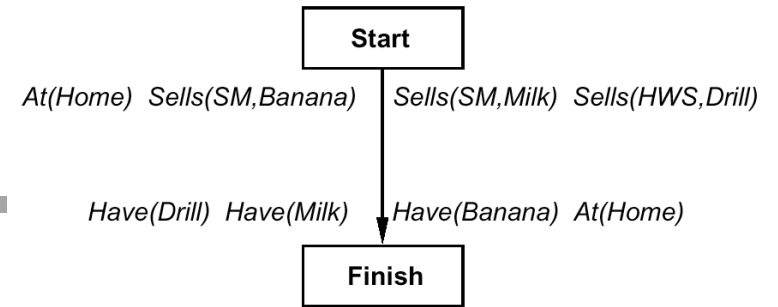 Start
At(Home) Sells(SM,Banana) Sells(SM,Milk) Sells(HWS,Drill)
Have(Drill) Have(Milk) Have(Banana) At(Home)
Finish